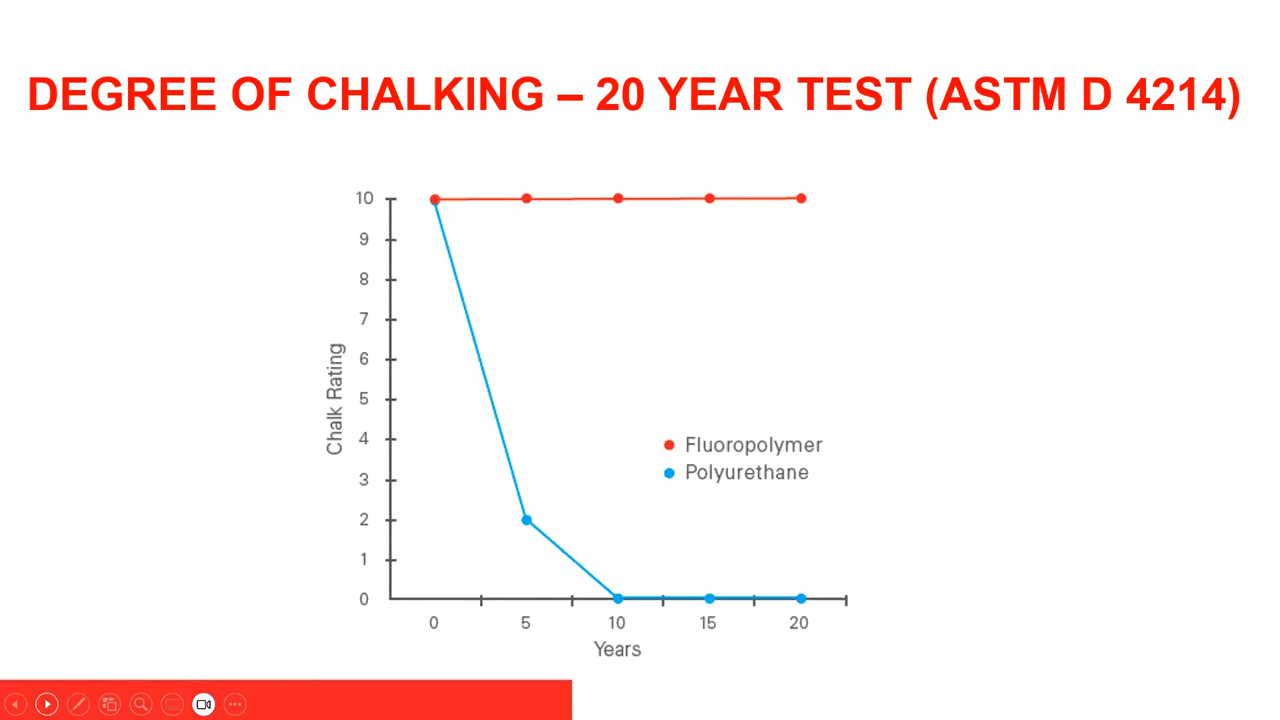 DEGREE OF CHALKING – 20 YEAR TEST (ASTM D 4214)
10
9
8
7
6
5
4
3
2
1
0
Chalk Rating
Fluoropolymer
Polyurethane
0 5 10 15 20
Years